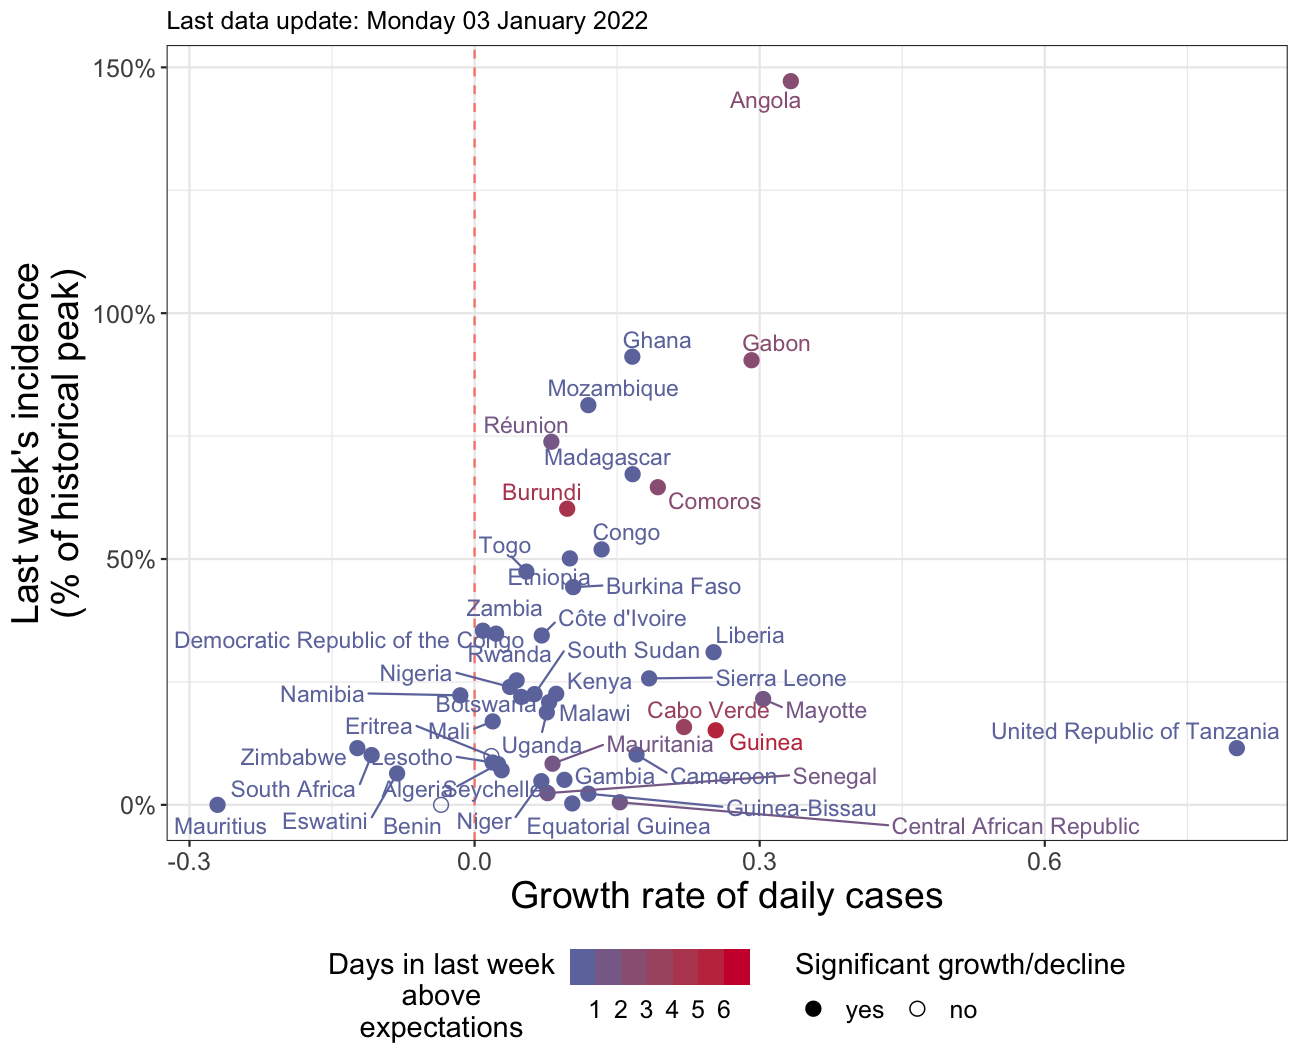 Last data update: Monday 03 January 2022
Last week's incidence
(% of historical peak)
150%
100%
50%
0%
Angola
Ghana
Gabon
Mozambique
Réunion
Madagascar
Burundi
Comoros
Congo
Togo
Ethiopia
Burkina Faso
Zambia
Côte d'Ivoire
Democratic Republic of the Congo
Liberia
Rwanda
South Sudan
Nigeria
Sierra Leone
Kenya
Namibia
Botswana
Malawi
Cabo Verde
Mayotte
Eritrea
Mali
United Republic of Tanzania
Uganda
Mauritania
Guinea
Zimbabwe
Lesotho
Gambia
Cameroon
Senegal
South Africa
Algeria
Seychelles
Guinea-Bissau
Mauritius
Eswatini
Benin
Niger
Equatorial Guinea
Central African Republic
-0.3
0.0
0.3
0.6
Growth rate of daily cases
Days in last week
above
expectations
1 2 3 4 5 6
Significant growth/decline
yes
no